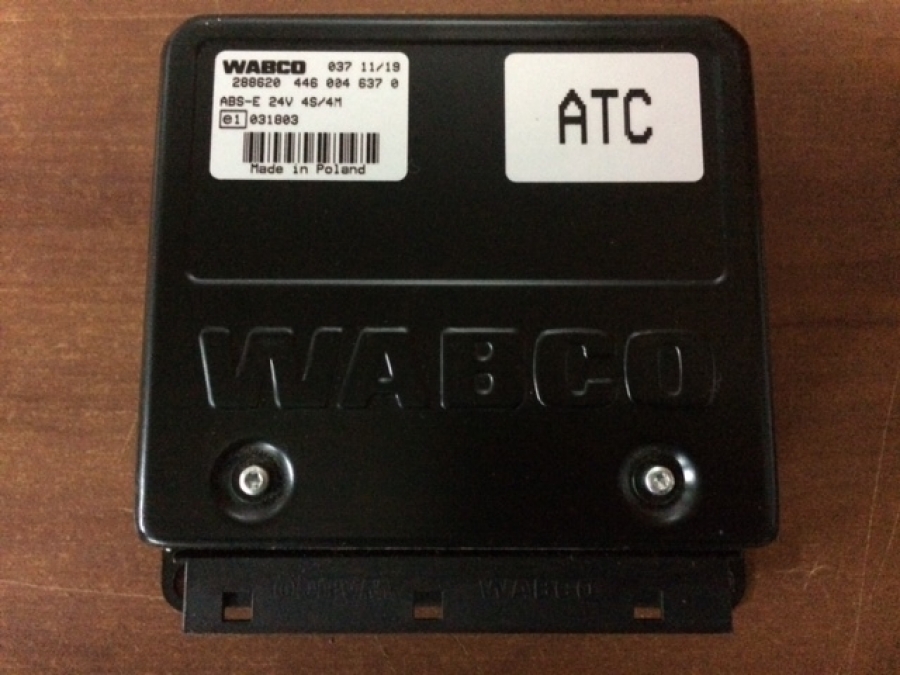 WABCO 037 11/19
288620 446 004 637 0
ABS-E 24V 4S/4M
e1 031803
Made in Poland
ATC
WABCO
WABCO